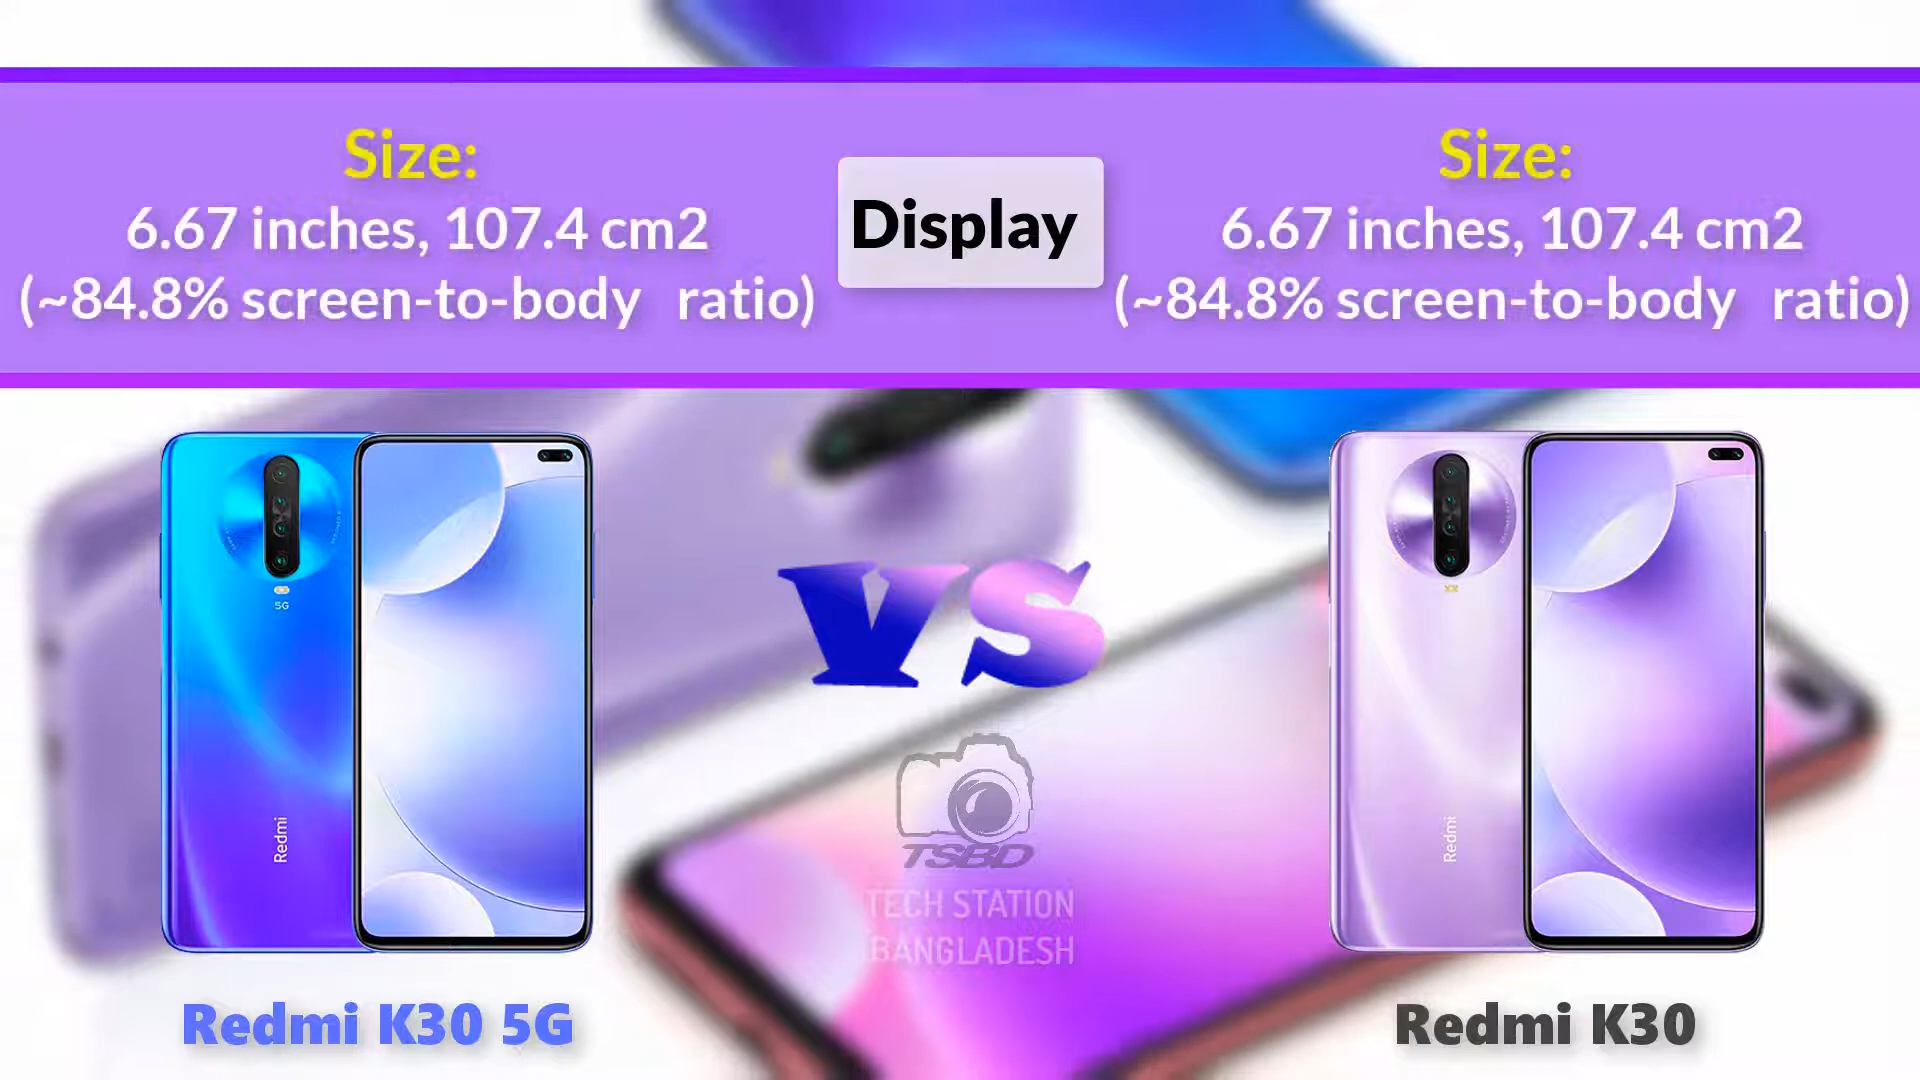 Size:
6.67 inches, 107.4 cm2
(~84.8% screen-to-body ratio)
Display
Size:
6.67 inches, 107.4 cm2
(~84.8% screen-to-body ratio)
5G
Redmi
VS
Redmi
TSBD
TECH STATION
BANGLADESH
Redmi K30 5G
Redmi K30